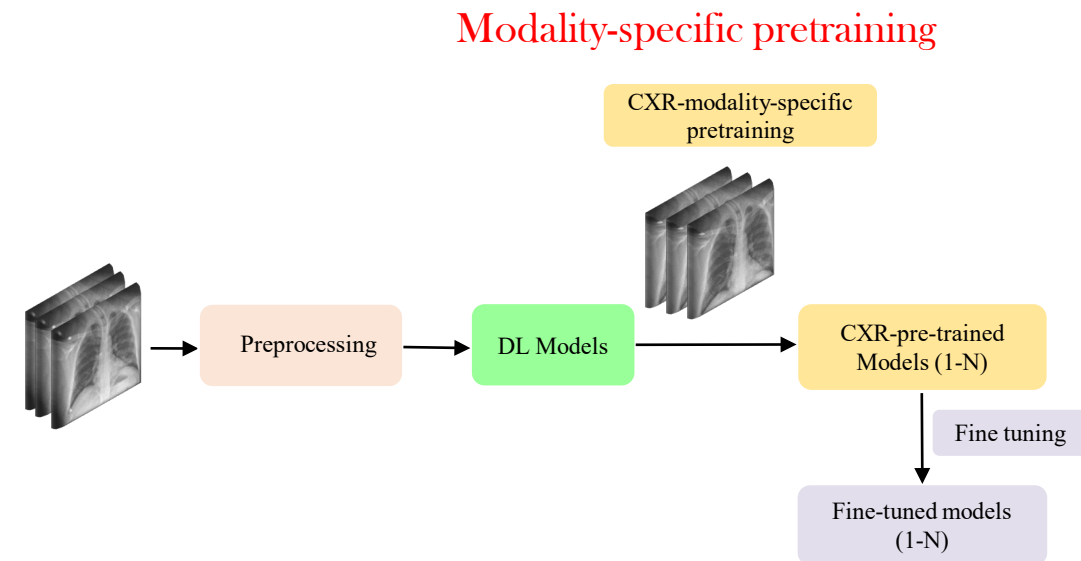 Modality-specific pretraining
CXR-modality-specific
pretraining
Preprocessing
DL Models
CXR-pre-trained
Models (1-N)
Fine tuning
Fine-tuned models
(1-N)